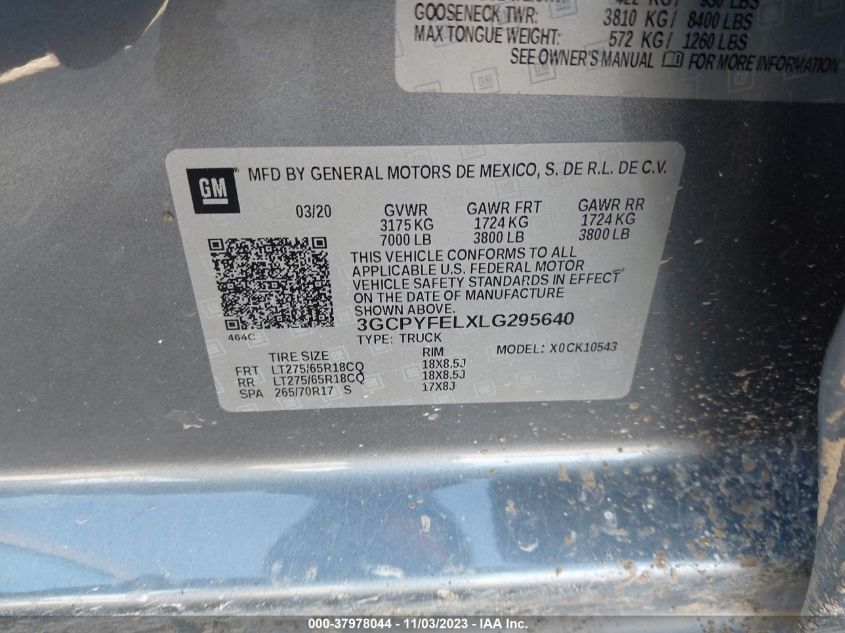 GOOSENECK TWR: 3810 KG / 8400 LBS
MAX TONGUE WEIGHT: 572 KG / 1260 LBS
SEE OWNER'S MANUAL FOR MORE INFORMATION
GM MFD BY GENERAL MOTORS DE MEXICO, S. DE R.L. DE C.V.
03/20 GVWR GAWR FRT GAWR RR
3175 KG 1724 KG 1724 KG
7000 LB 3800 LB 3800 LB
THIS VEHICLE CONFORMS TO ALL
APPLICABLE U.S. FEDERAL MOTOR
VEHICLE SAFETY STANDARDS IN EFFECT
ON THE DATE OF MANUFACTURE
SHOWN ABOVE.
464C 3GCPYFELXLG295640
TYPE: TRUCK MODEL: X0CK10543
TIRE SIZE RIM
FRT LT275/65R18CQ 18X8.5J
RR LT275/65R18CQ 18X8.5J
SPA 265/70R17 S 17X8J
000-37978044 - 11/03/2023 - IAA Inc.